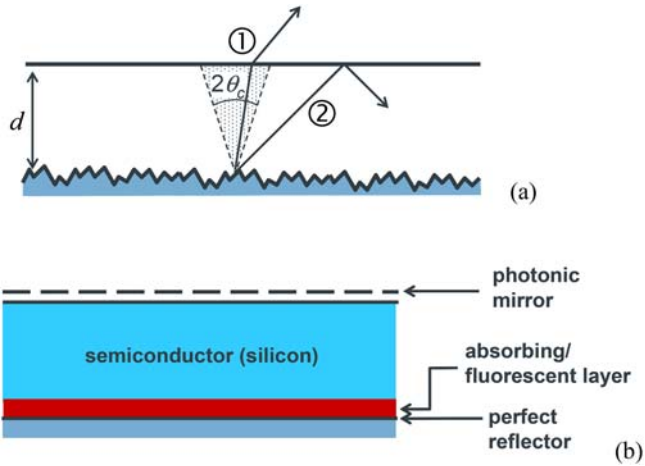 ①
2θc
d
②
(a)
photonic
mirror
semiconductor (silicon)
absorbing/
fluorescent layer
perfect
reflector
(b)